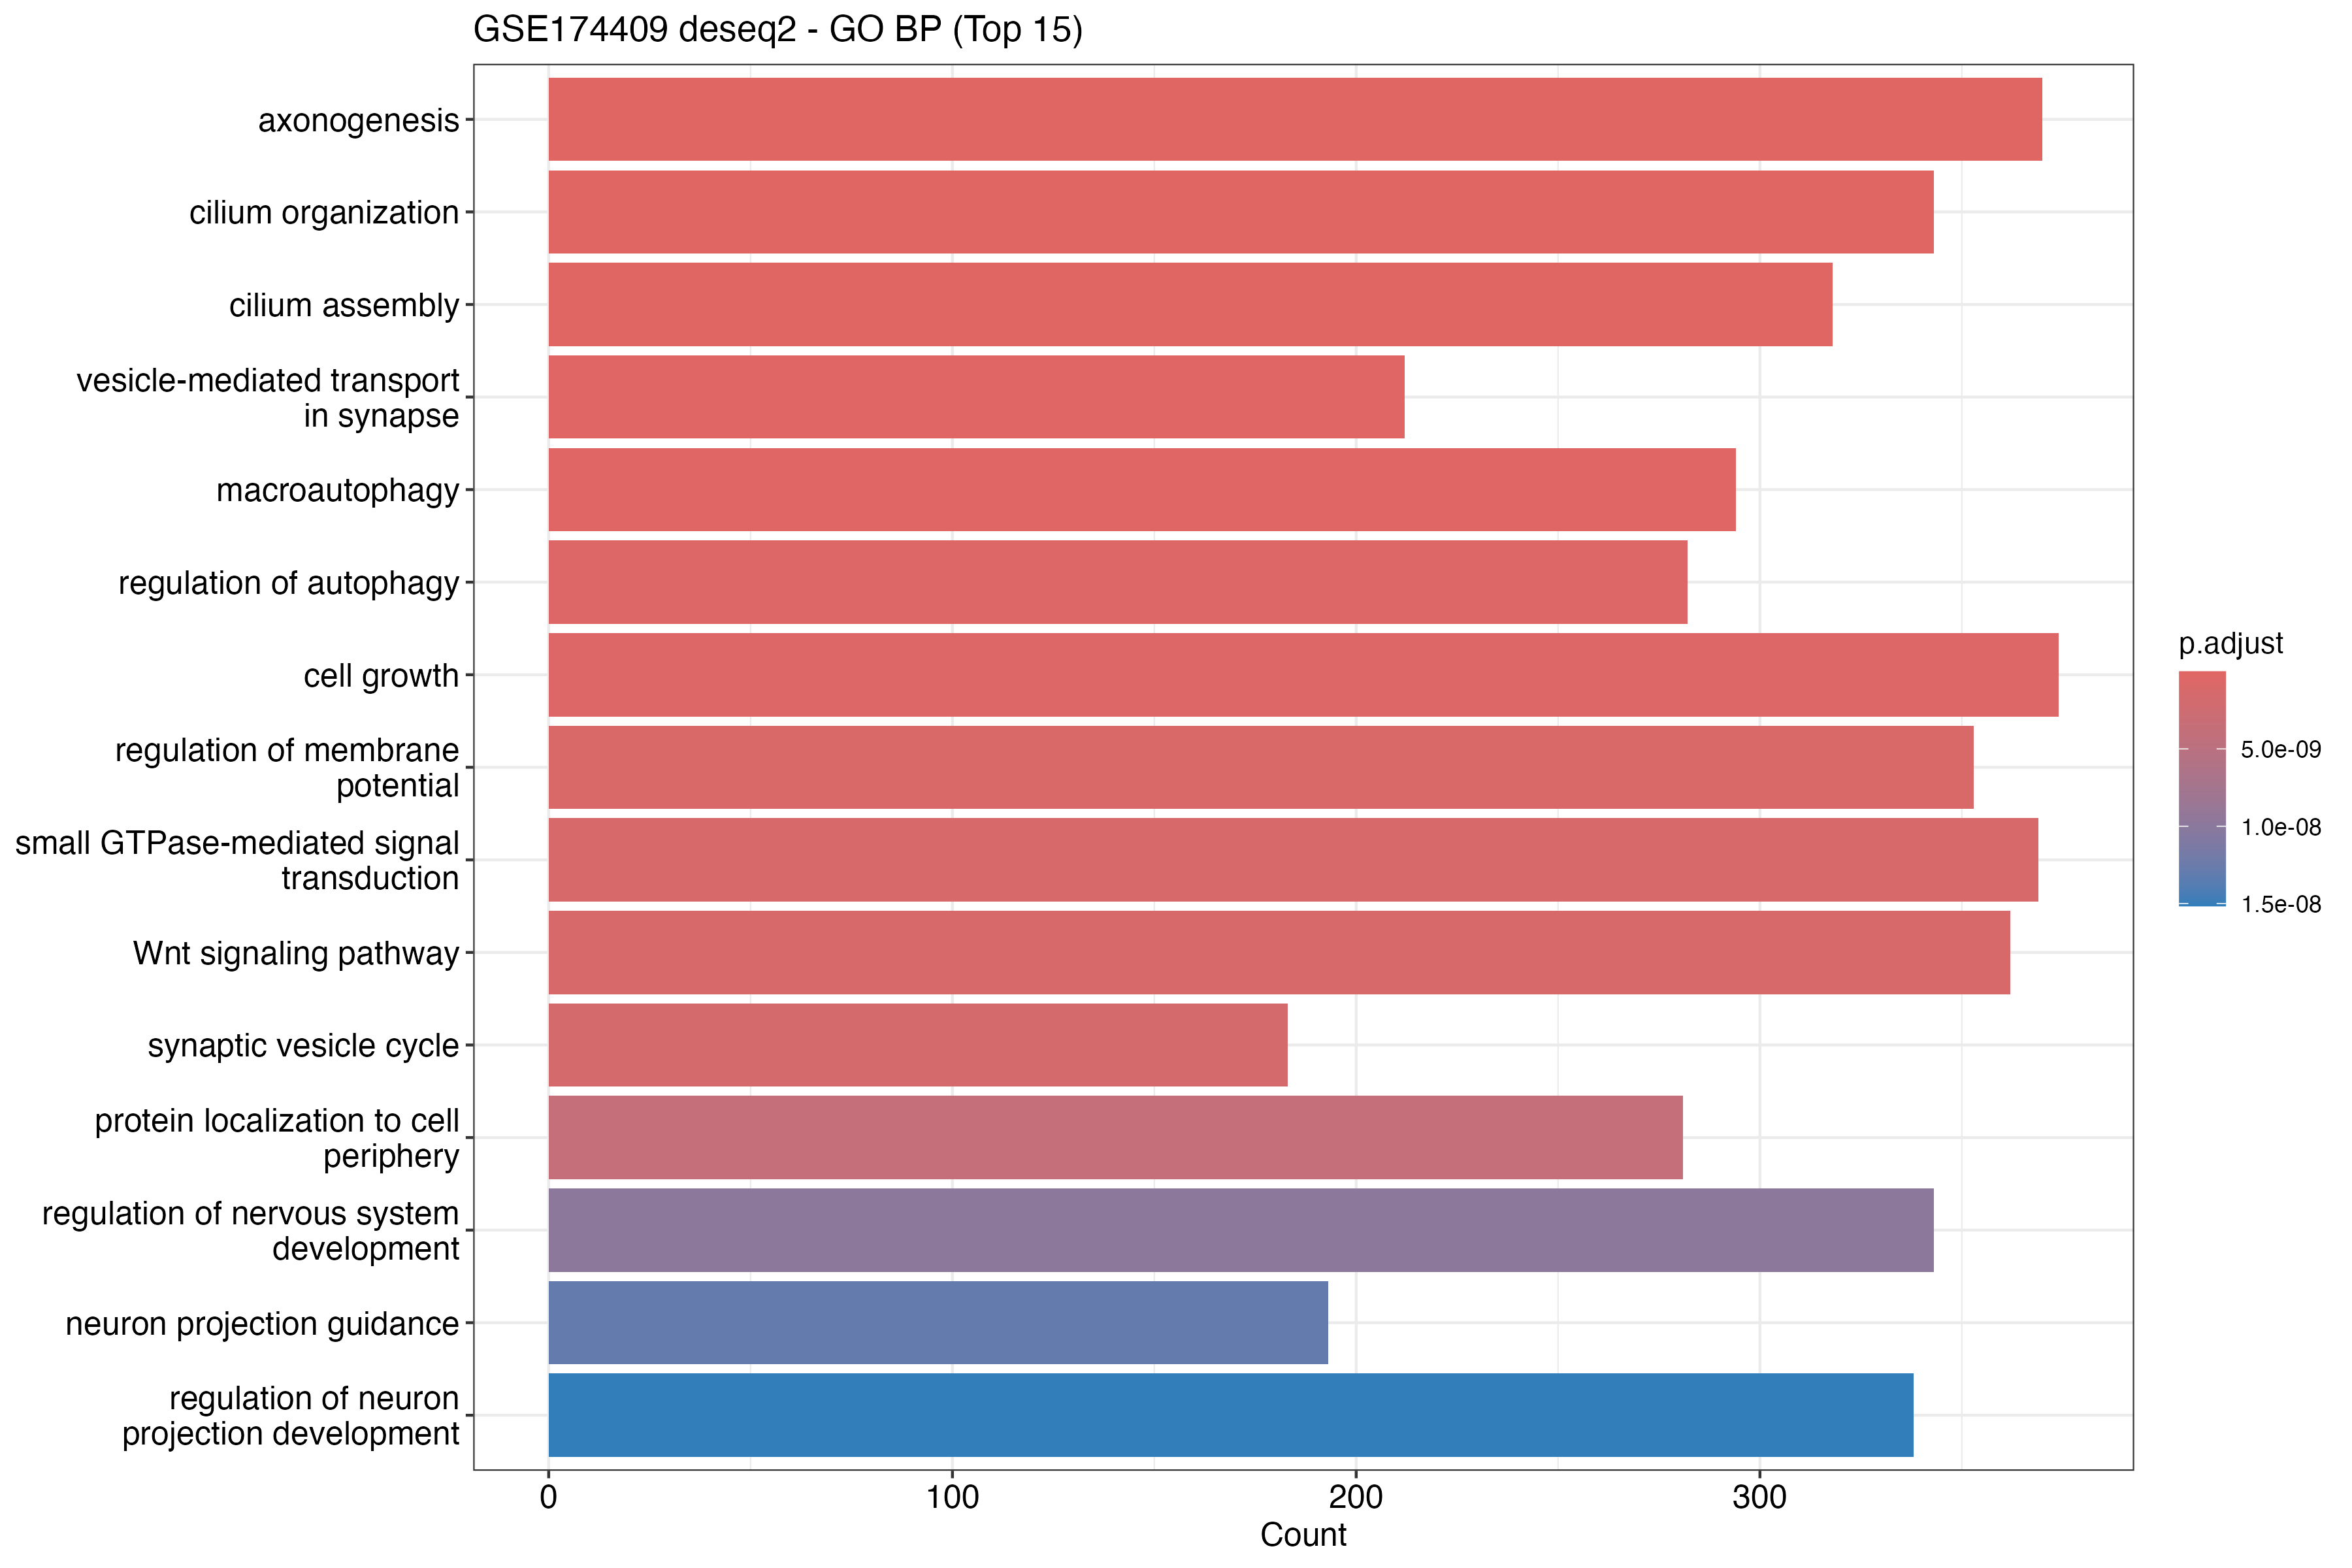 GSE174409 deseq2 - GO BP (Top 15)
axonogenesis
cilium organization
cilium assembly
vesicle-mediated transport
in synapse
macroautophagy
regulation of autophagy
cell growth
regulation of membrane
potential
small GTPase-mediated signal
transduction
Wnt signaling pathway
synaptic vesicle cycle
protein localization to cell
periphery
regulation of nervous system
development
neuron projection guidance
regulation of neuron
projection development
0 100 200 300
Count
p.adjust
5.0e-09
1.0e-08
1.5e-08